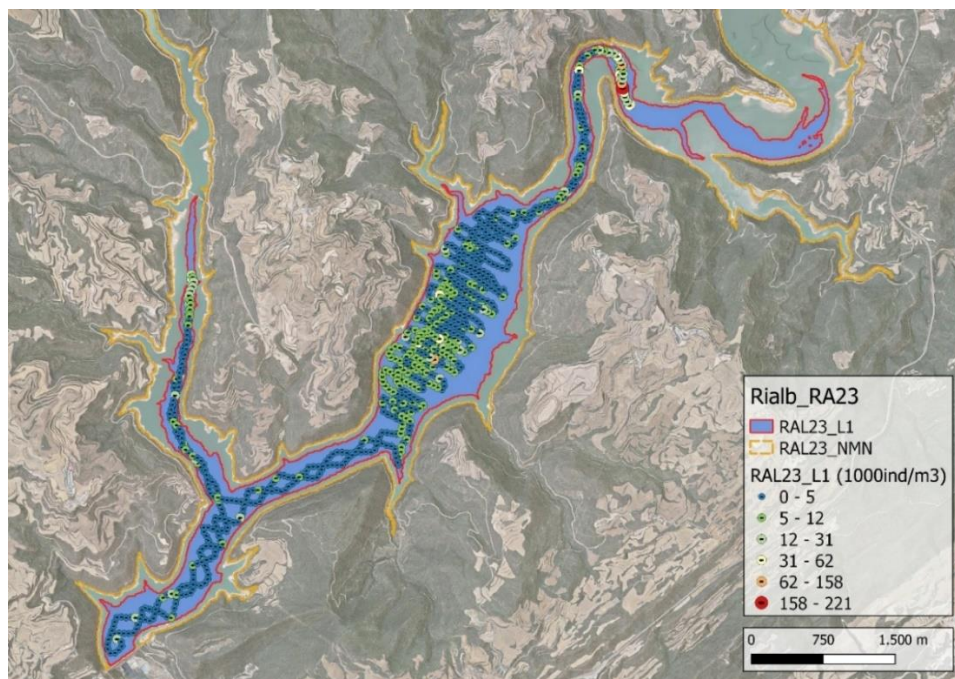 Rialb_RA23
RAL23_L1
RAL23_NMN
RAL23_L1 (1000ind/m3)
0 - 5
5 - 12
12 - 31
31 - 62
62 - 158
158 - 221
0 750 1.500 m